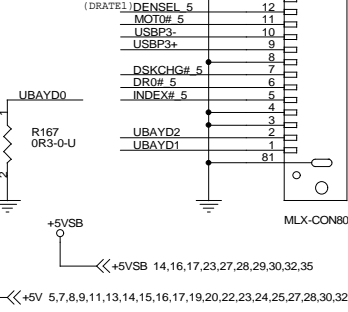 (DRATE1) DENSEL_5 12
MOT0#_5 11
USBP3- 10
USBP3+ 9
8
DSKCHG#_5 7
DR0#_5 6
UBAYD0 INDEX#_5 5
4
1 3
R167 UBAYD2 2
0R3-0-U UBAYD1 1
81
2
MLX-CON80
+5VSB
+5VSB 14,16,17,23,27,28,29,30,32,35
+5V 5,7,8,9,11,13,14,15,16,17,19,20,22,23,24,25,27,28,30,32